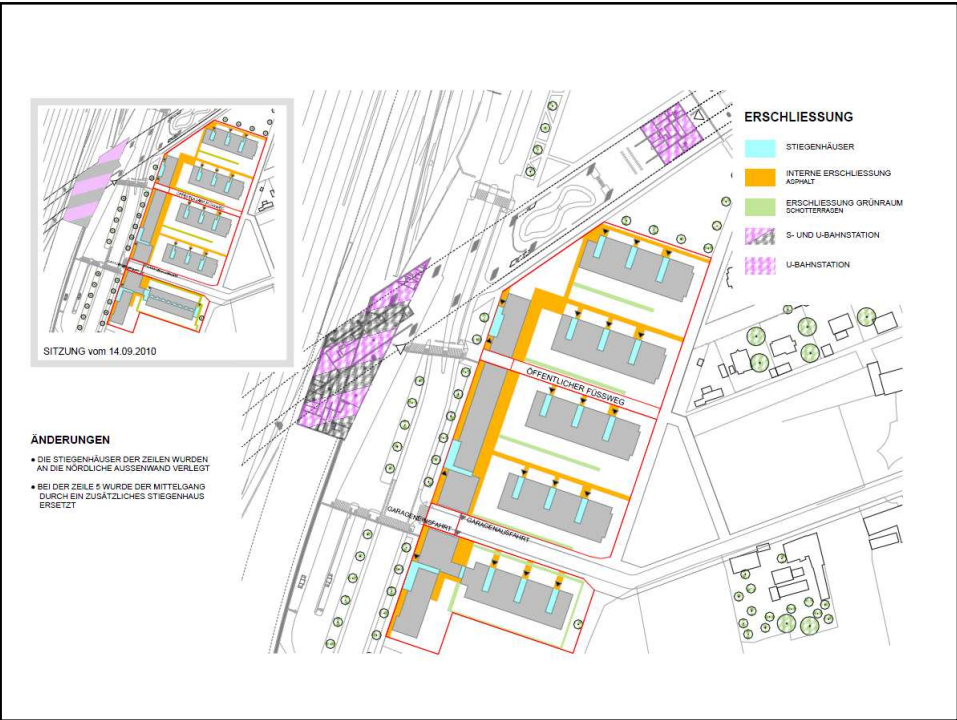 ERSCHLIESSUNG
STIEGENHÄUSER
INTERNE ERSCHLIESSUNG
ASPHALT
ERSCHLIESSUNG GRÜNRAUM
SCHOTTERRASEN
S- UND U-BAHNSTATION
U-BAHNSTATION
SITZUNG vom 14.09.2010
ÖFFENTLICHER FUSSWEG
GARAGENEINSFAHRT
GARAGENAUSFAHRT
ÄNDERUNGEN
• DIE STIEGENHÄUSER DER ZEILEN WURDEN
AN DIE NÖRDLICHE AUSSENWAND VERLEGT
• BEI DER ZEILE 5 WURDE DER MITTELGANG
DURCH EIN ZUSÄTZLICHES STIEGENHAUS
ERSETZT